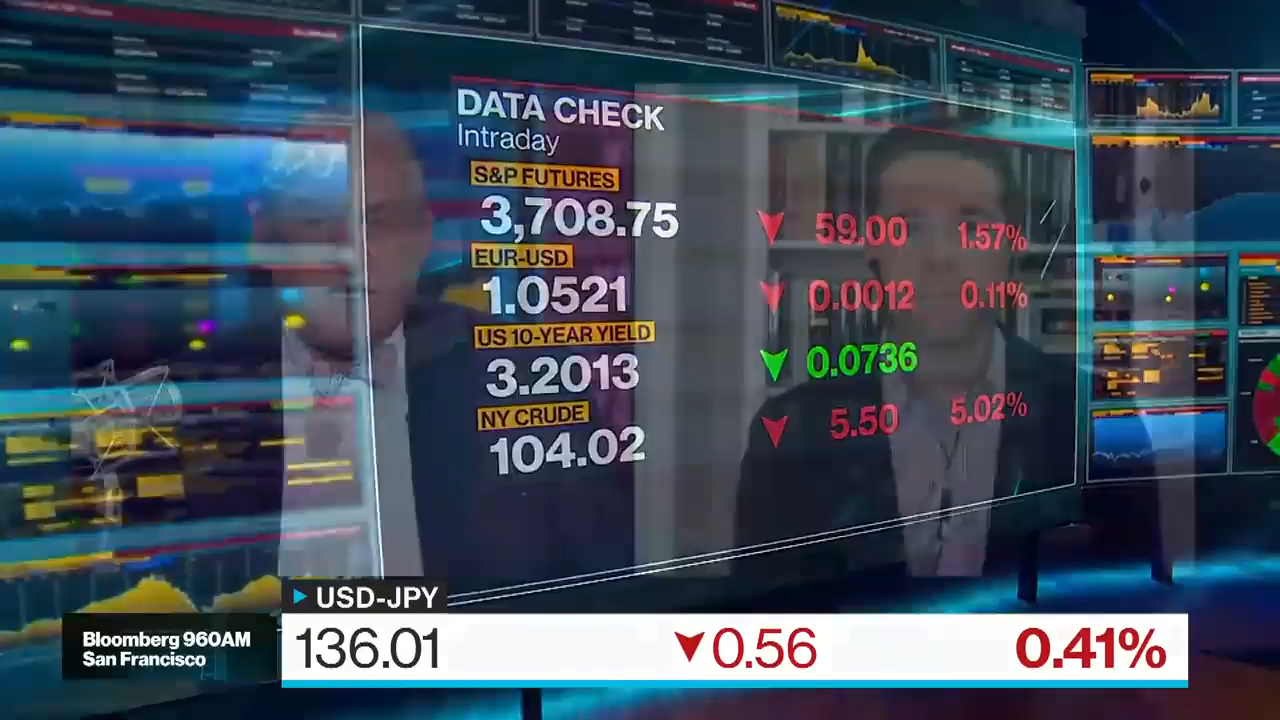 DATA CHECK
Intraday
S&P FUTURES
3,708.75 59.00 1.57%
EUR-USD
1.0521 0.0012 0.11%
US 10-YEAR YIELD
3.2013 0.0736
NY CRUDE
104.02 5.50 5.02%
USD-JPY
Bloomberg 960AM
San Francisco
136.01 0.56 0.41%